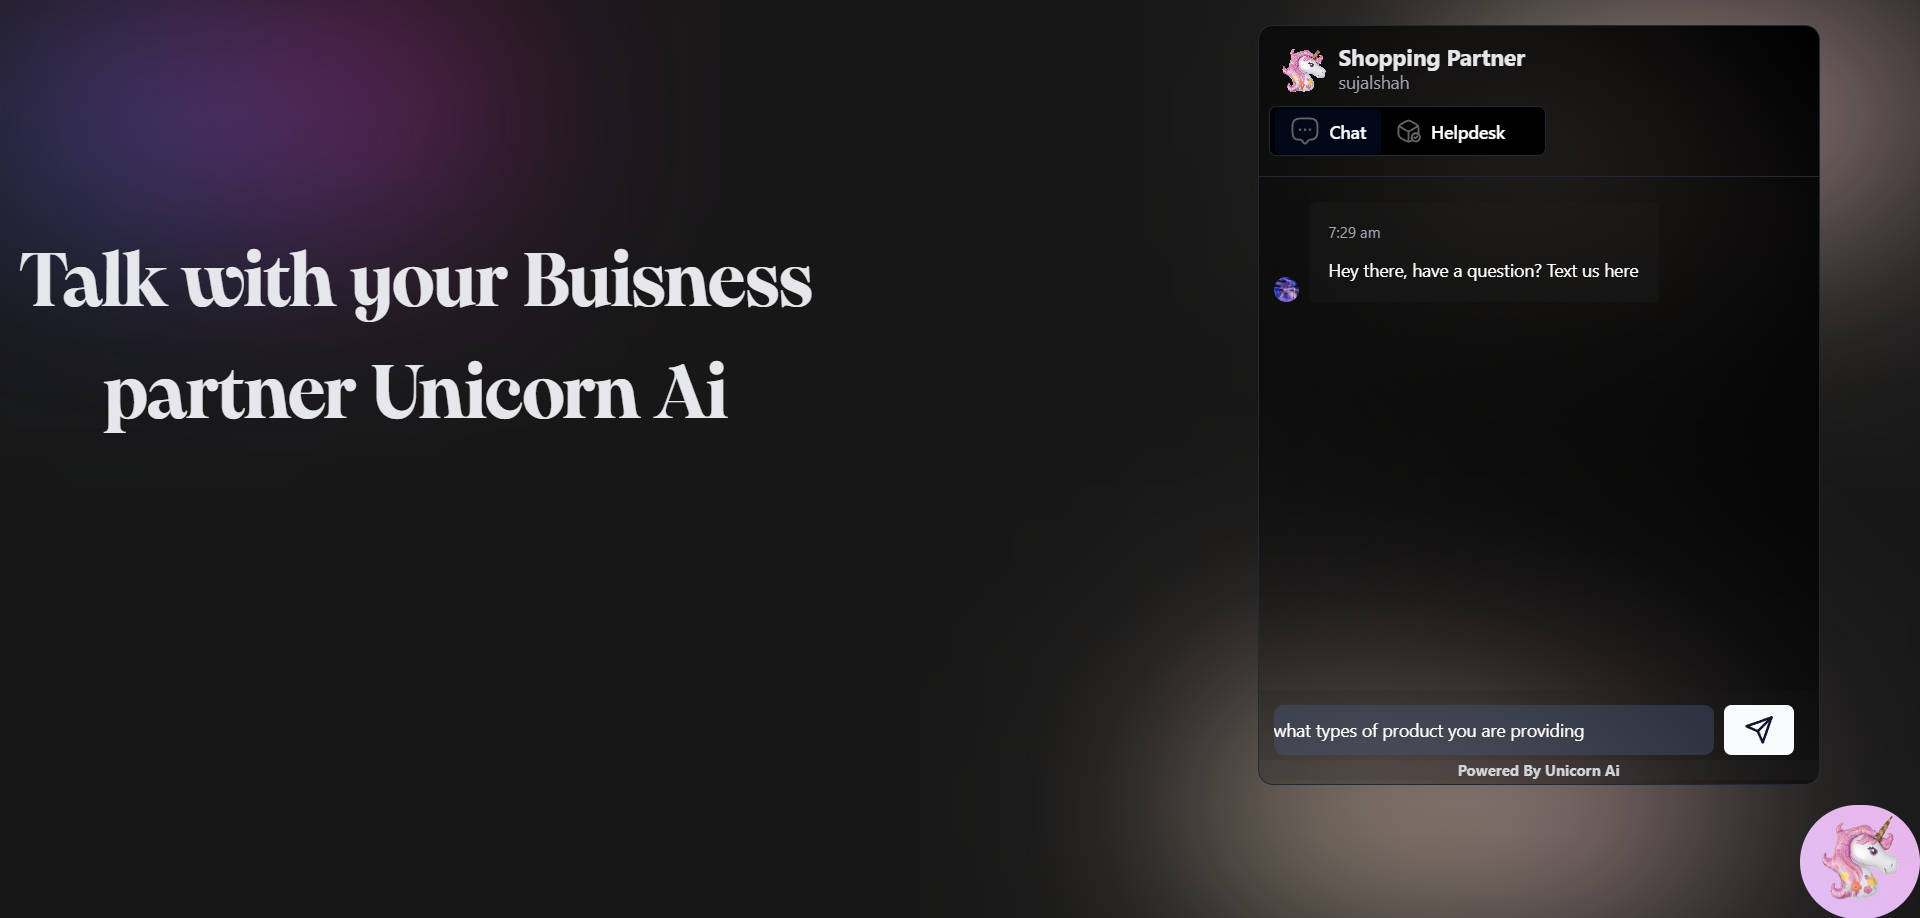 Talk with your Buisness
partner Unicorn Ai
Shopping Partner
sujalshah
Chat
Helpdesk
7:29 am
Hey there, have a question? Text us here
what types of product you are providing
Powered By Unicorn Ai